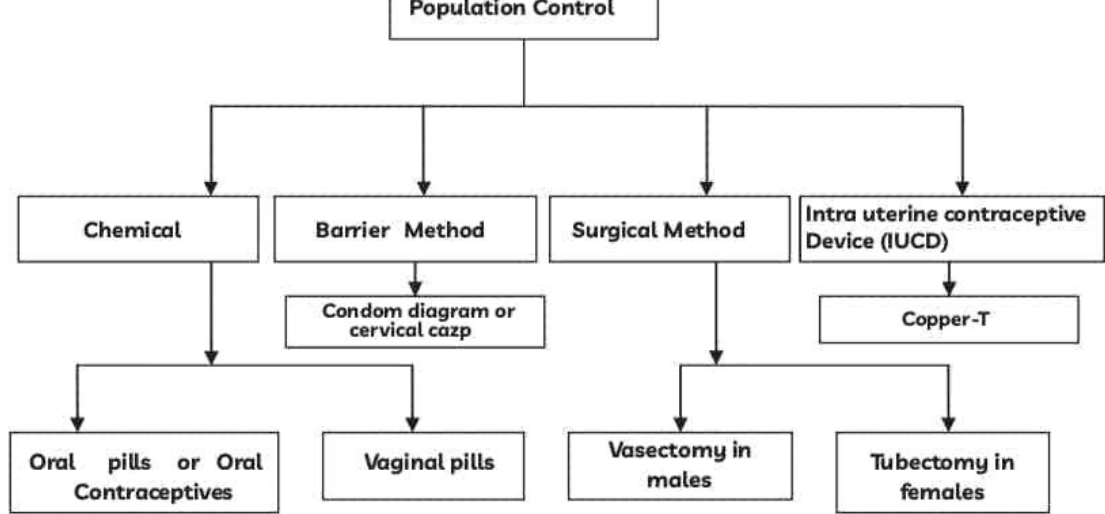 Population Control
Chemical
Barrier Method
Surgical Method
Intra uterine contraceptive
Device (IUCD)
Condom diagram or
cervical cazp
Copper-T
Oral pills or Oral
Contraceptives
Vaginal pills
Vasectomy in
males
Tubectomy in
females